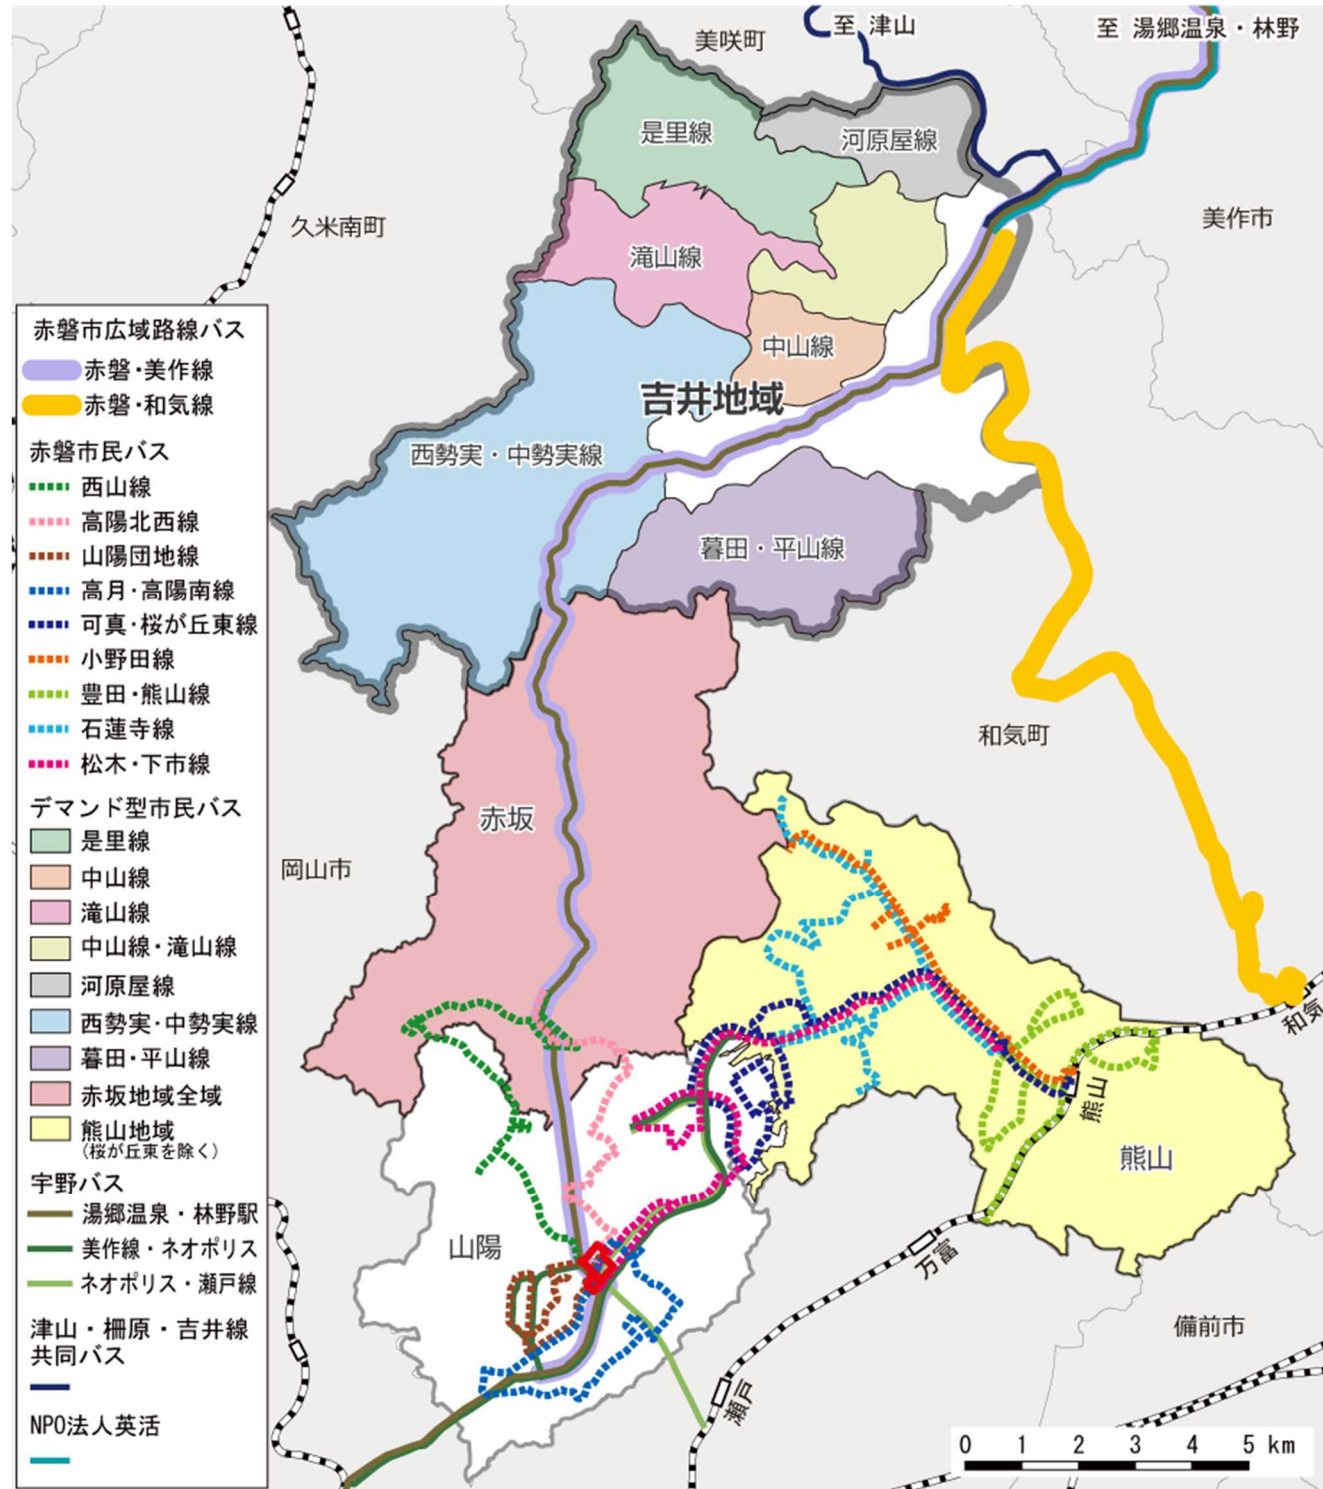 至 津山
至 湯郷温泉・林野
美咲町
是里線
河原屋線
久米南町
美作市
滝山線
中山線
吉井地域
西勢実・中勢実線
暮田・平山線
和気町
赤坂
岡山市
和気
熊山
熊山
山陽
万富
備前市
瀬戸
赤磐市広域路線バス
赤磐・美作線
赤磐・和気線
赤磐市民バス
西山線
高陽北西線
山陽団地線
高月・高陽南線
可真・桜が丘東線
小野田線
豊田・熊山線
石蓮寺線
松木・下市線
デマンド型市民バス
是里線
中山線
滝山線
中山線・滝山線
河原屋線
西勢実・中勢実線
暮田・平山線
赤坂地域全域
熊山地域
(桜が丘東を除く)
宇野バス
湯郷温泉・林野駅
美作線・ネオポリス
ネオポリス・瀬戸線
津山・柵原・吉井線
共同バス
NPO法人英活
0 1 2 3 4 5 km